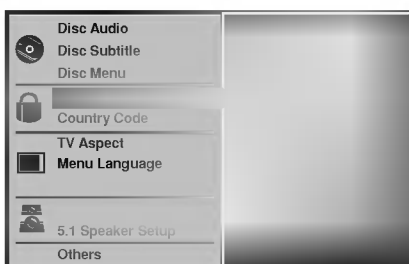 Disc Audio
Disc Subtitle
Disc Menu
Country Code
TV Aspect
Menu Language
5.1 Speaker Setup
Others